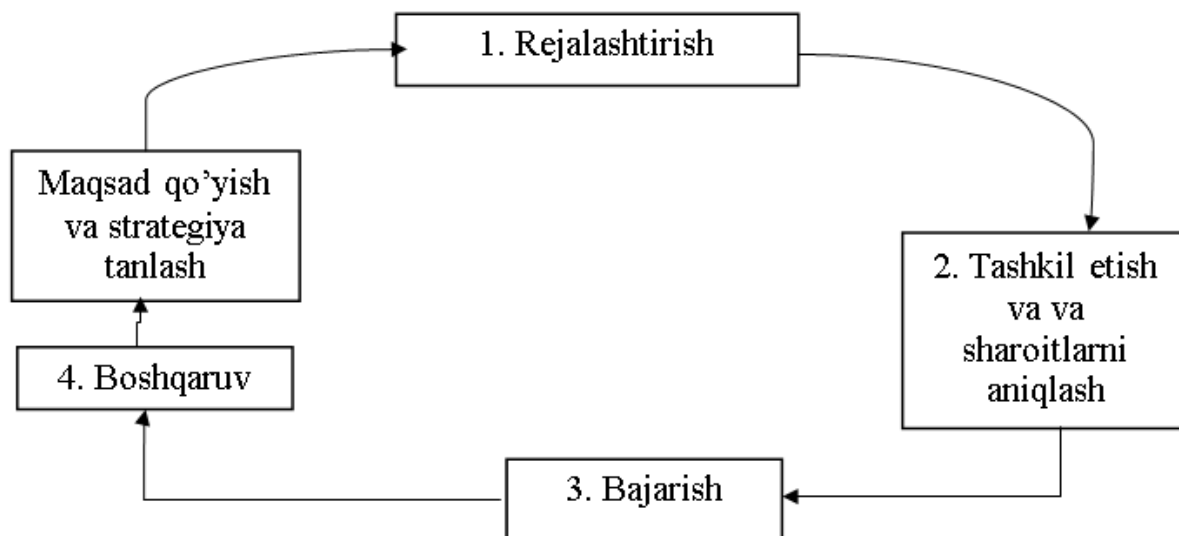 1. Rejalashtirish
Maqsad qo’yish
va strategiya
tanlash
2. Tashkil etish
va va
sharoitlarni
aniqlash
4. Boshqaruv
3. Bajarish